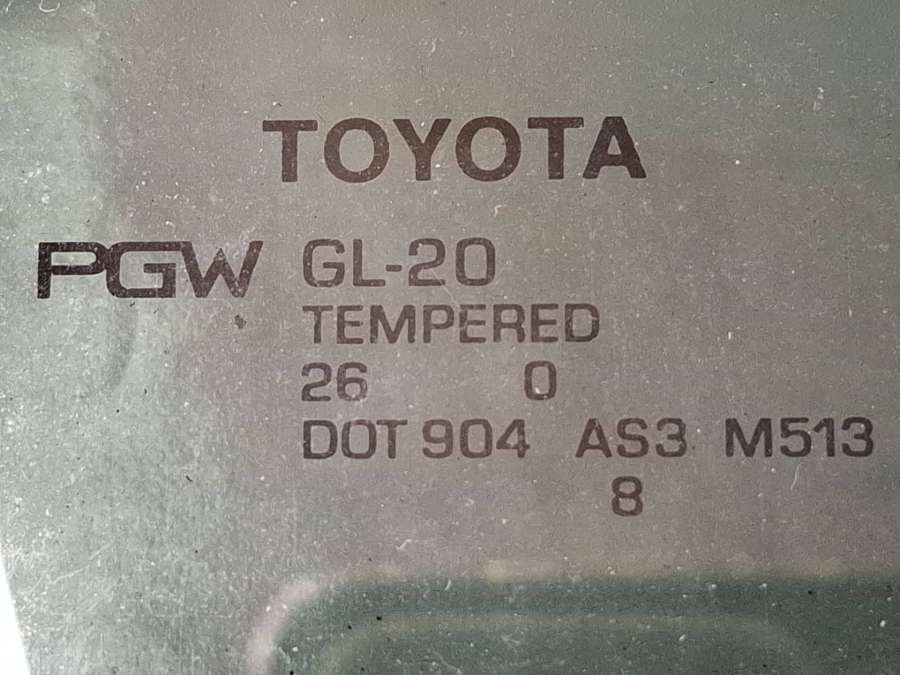 TOYOTA
PGW GL-20
TEMPERED
26 0
DOT 904 AS3 M513
8